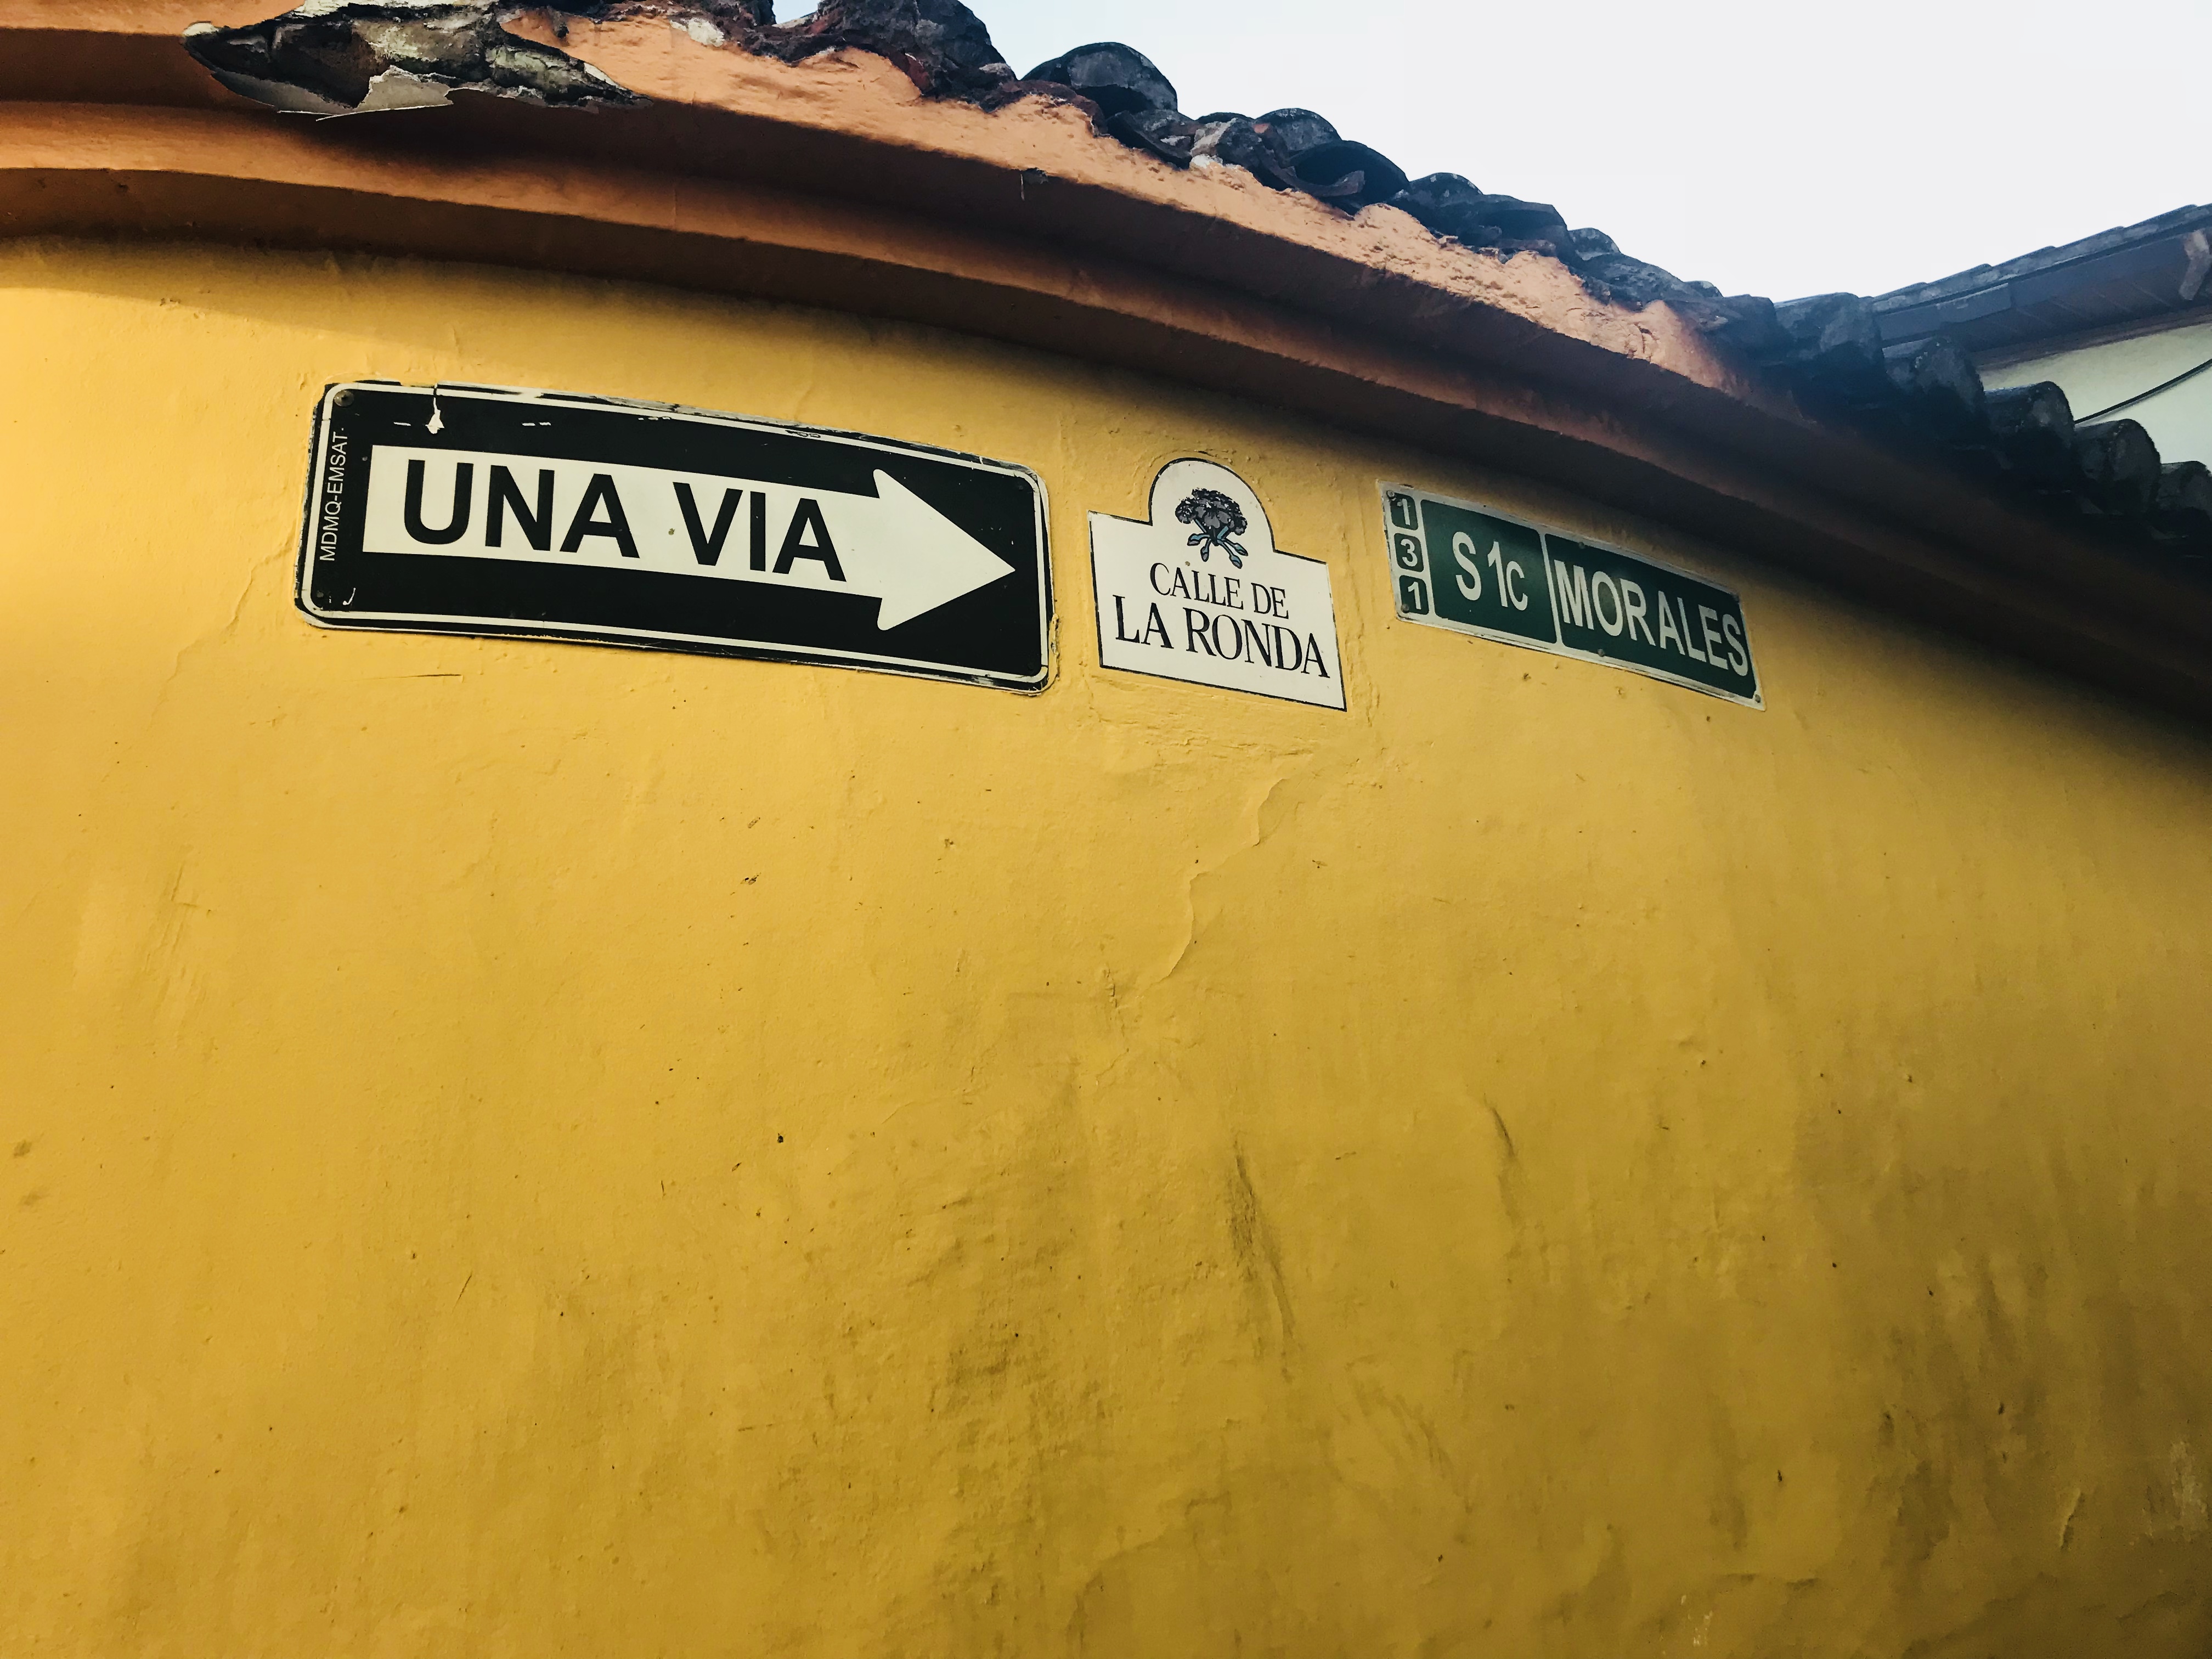 MDMQ-EMSAT.
UNA VIA
CALLE DE
LA RONDA
1
3
1
S1c
MORALES